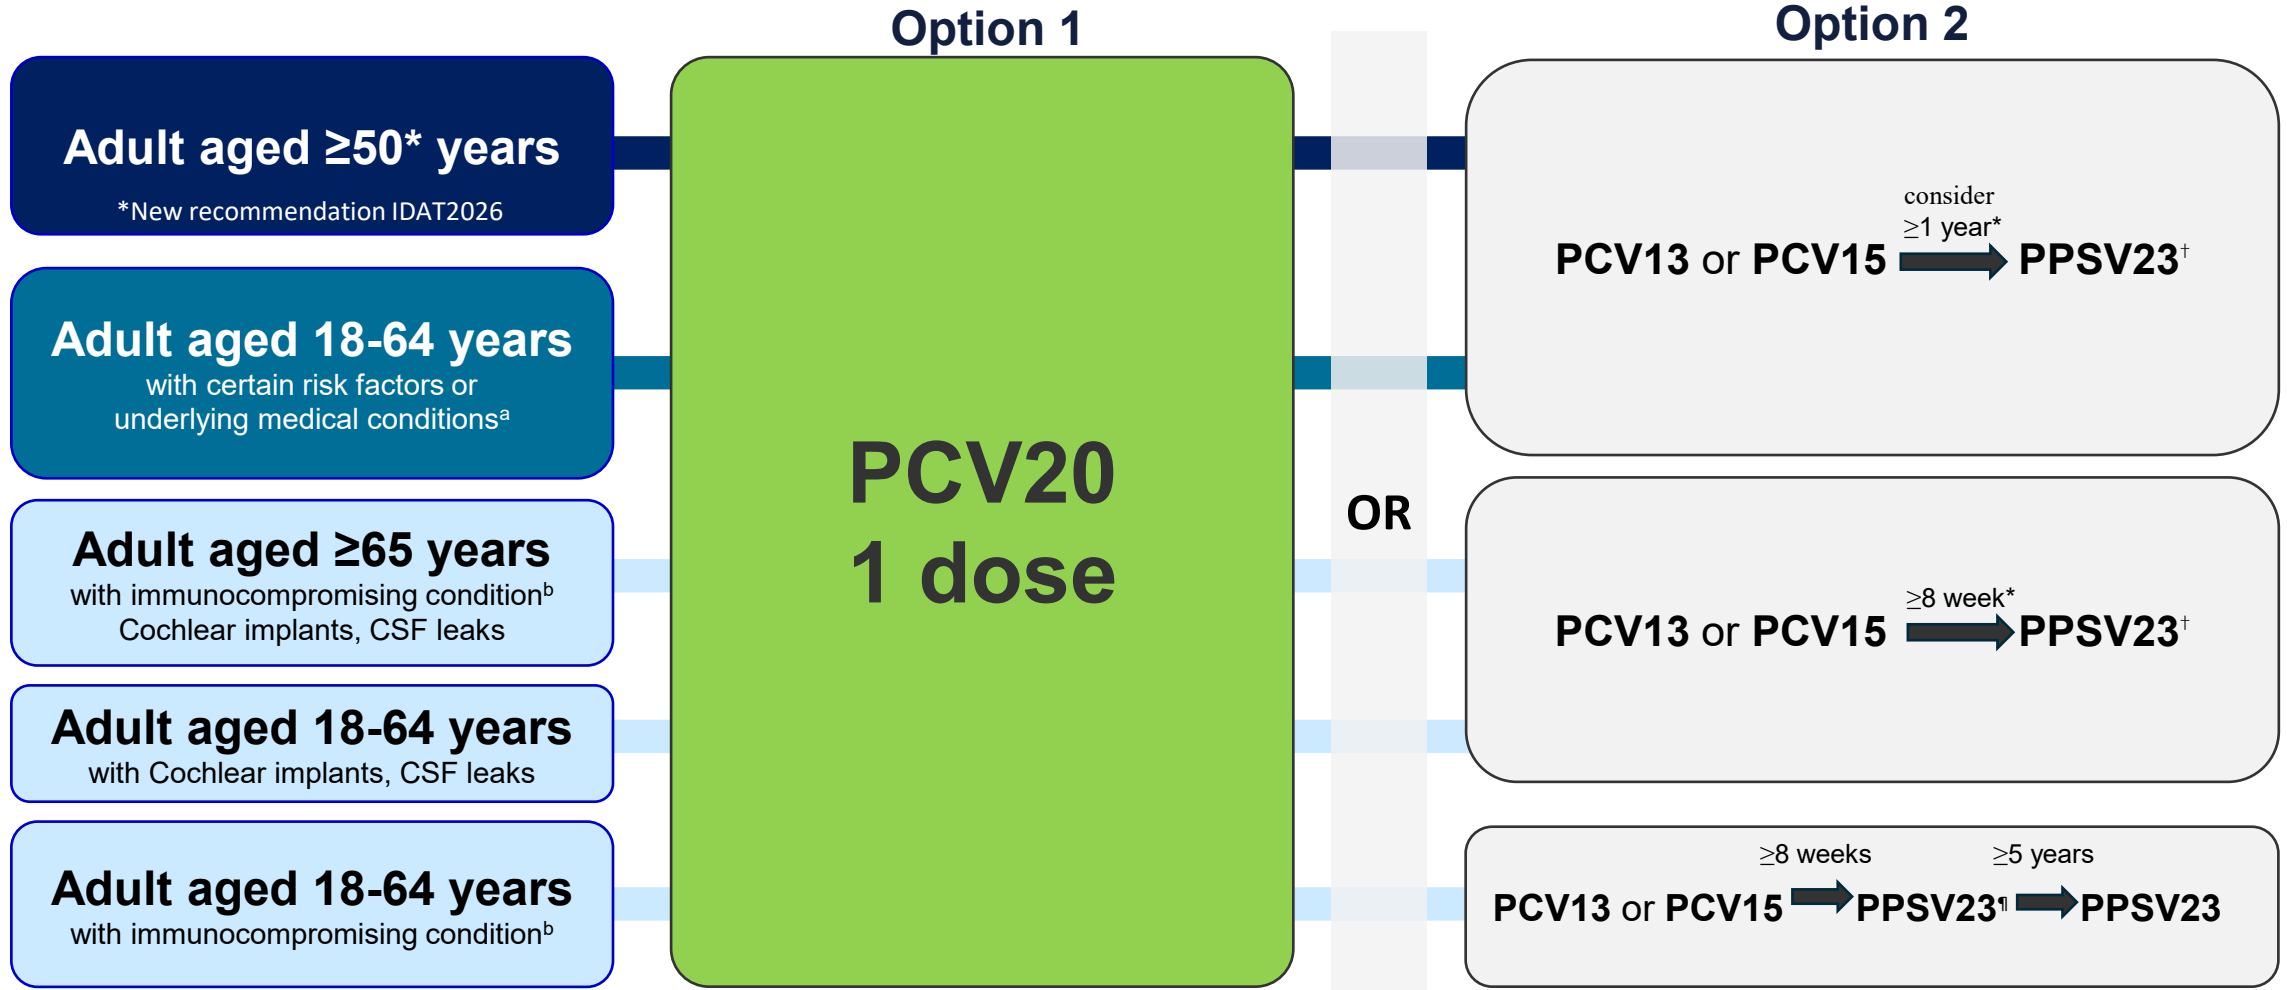 Option 1
Option 2
Adult aged ≥50* years
*New recommendation IDAT2026
Adult aged 18-64 years
with certain risk factors or
underlying medical conditionsᵃ
Adult aged ≥65 years
with immunocompromising conditionᵇ
Cochlear implants, CSF leaks
Adult aged 18-64 years
with Cochlear implants, CSF leaks
Adult aged 18-64 years
with immunocompromising conditionᵇ
PCV20
1 dose
OR
consider
≥1 year*
PCV13 or PCV15 PPSV23†
≥8 week*
PCV13 or PCV15 PPSV23†
≥8 weeks ≥5 years
PCV13 or PCV15 PPSV23¶ PPSV23